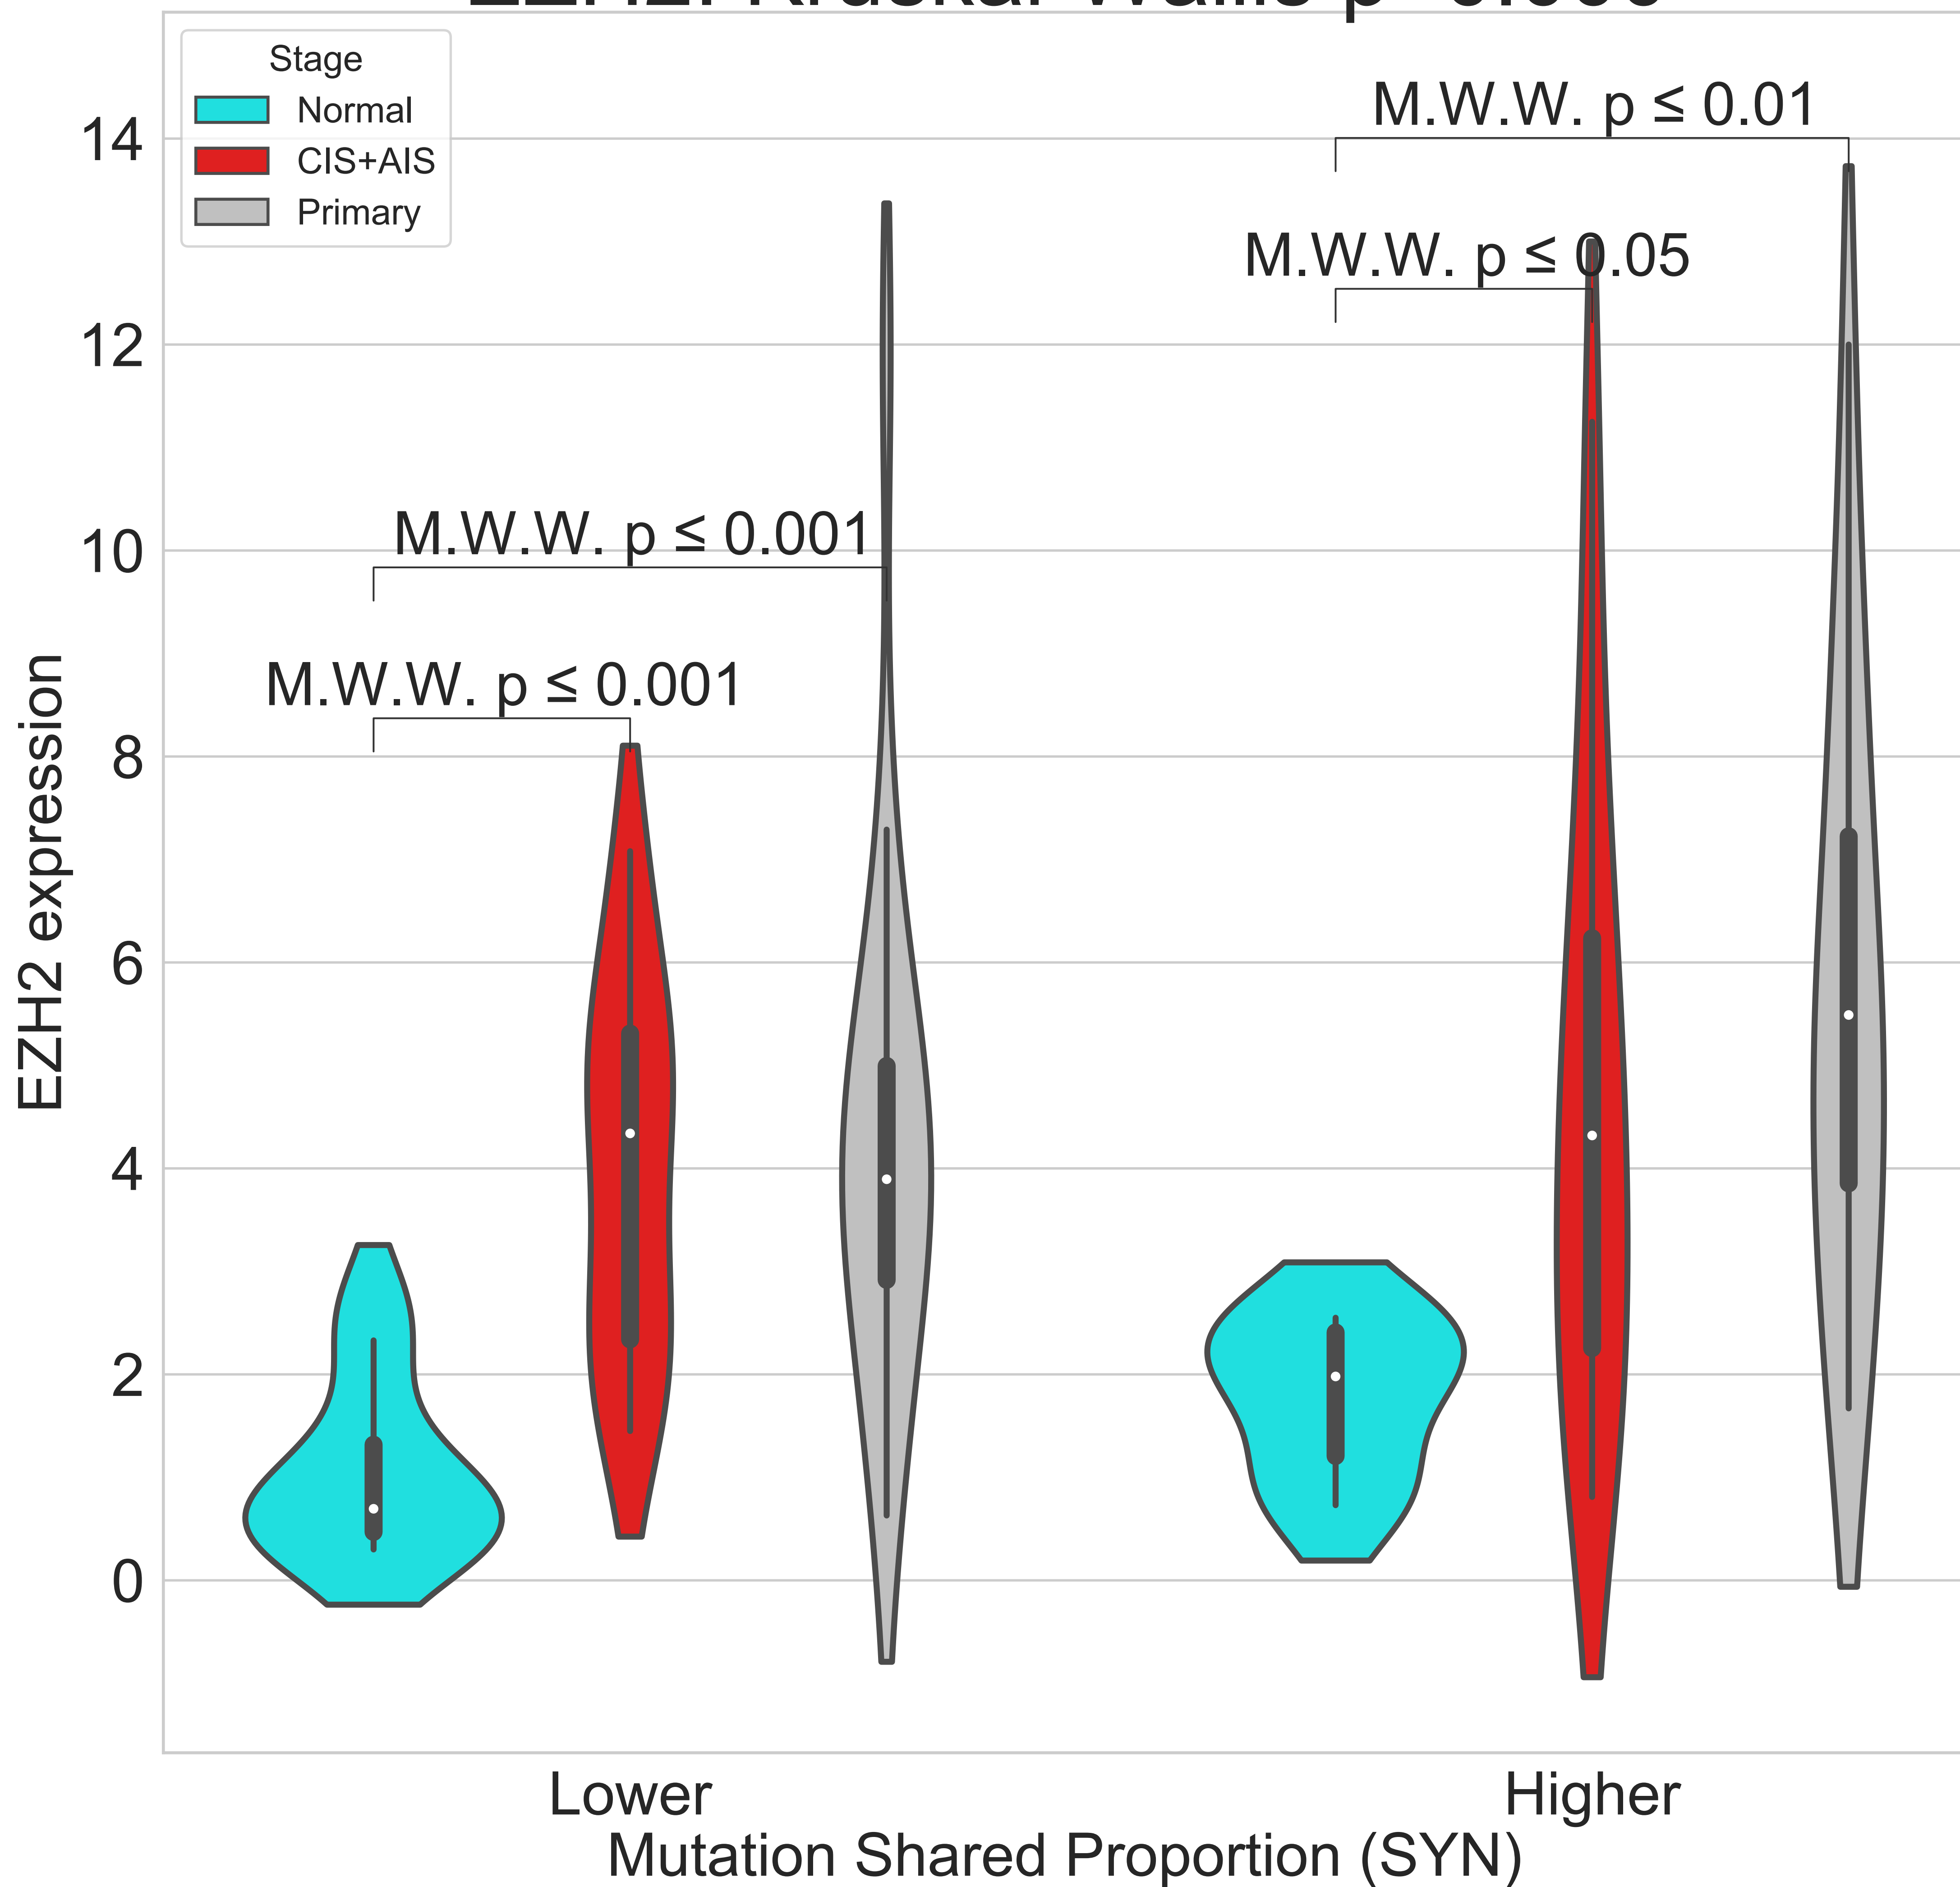 Stage
Normal
CIS+AIS
Primary
M.W.W. p ≤ 0.01
M.W.W. p ≤ 0.05
M.W.W. p ≤ 0.001
M.W.W. p ≤ 0.001
14
12
10
8
6
4
2
0
EZH2 expression
Lower
Higher
Mutation Shared Proportion (SYN)